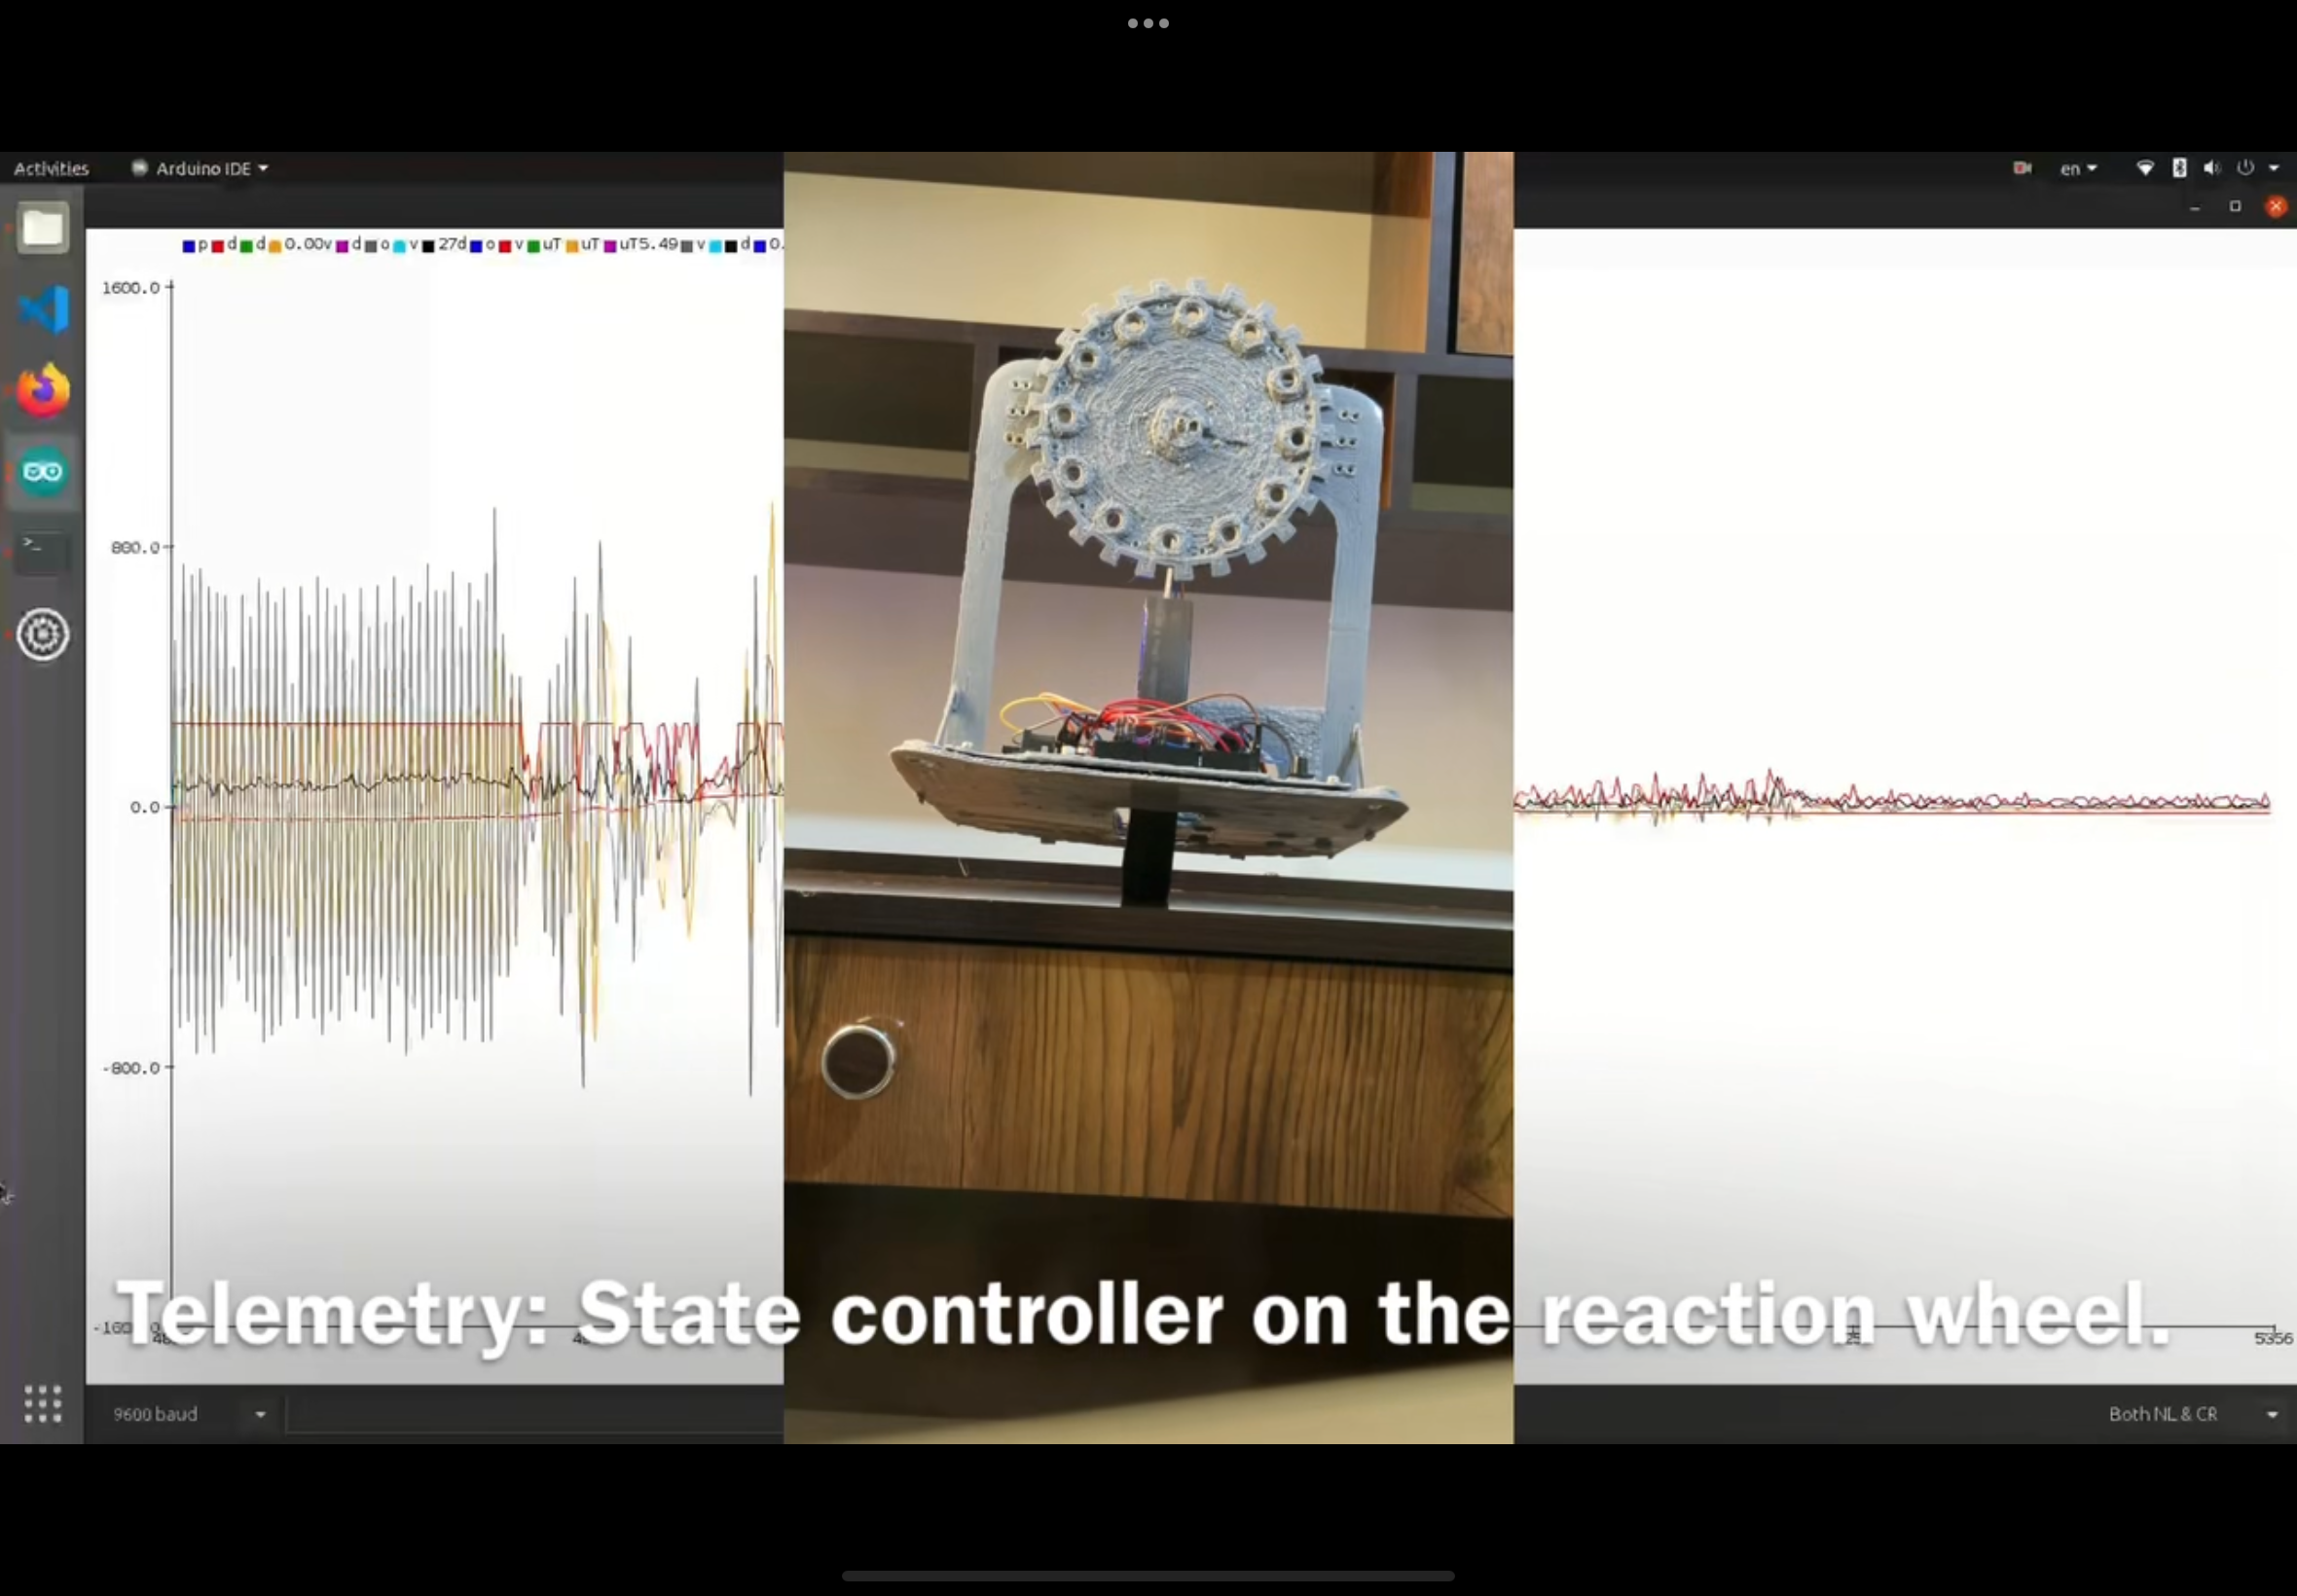 Activities
Arduino IDE
en
p d d 0.00v d o v 27d o v uT uT uT5.49 v d 0.
1600.0
800.0
0.0
-800.0
Telemetry: State controller on the reaction wheel.
5356
9600 baud
Both NL & CR